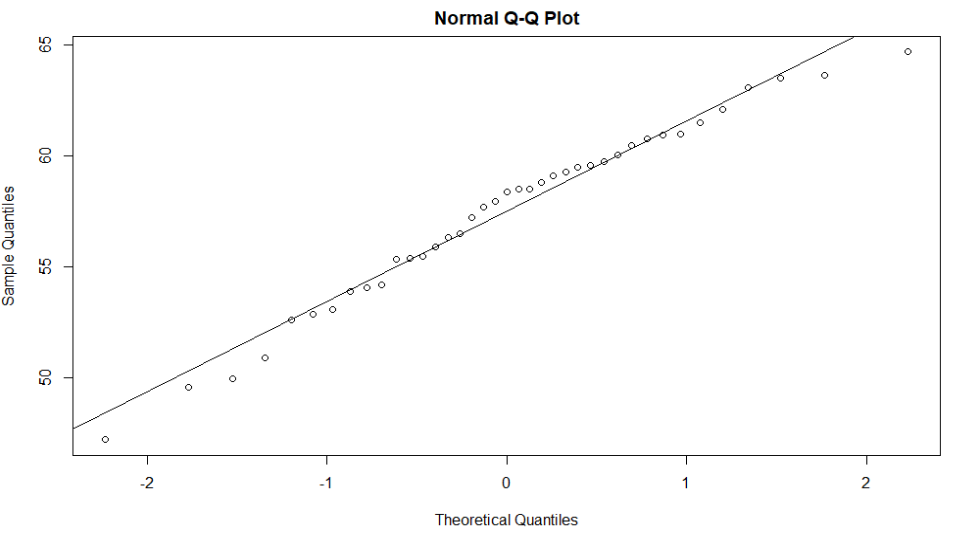 Normal Q-Q Plot
Sample Quantiles
65
60
55
50
-2 -1 0 1 2
Theoretical Quantiles